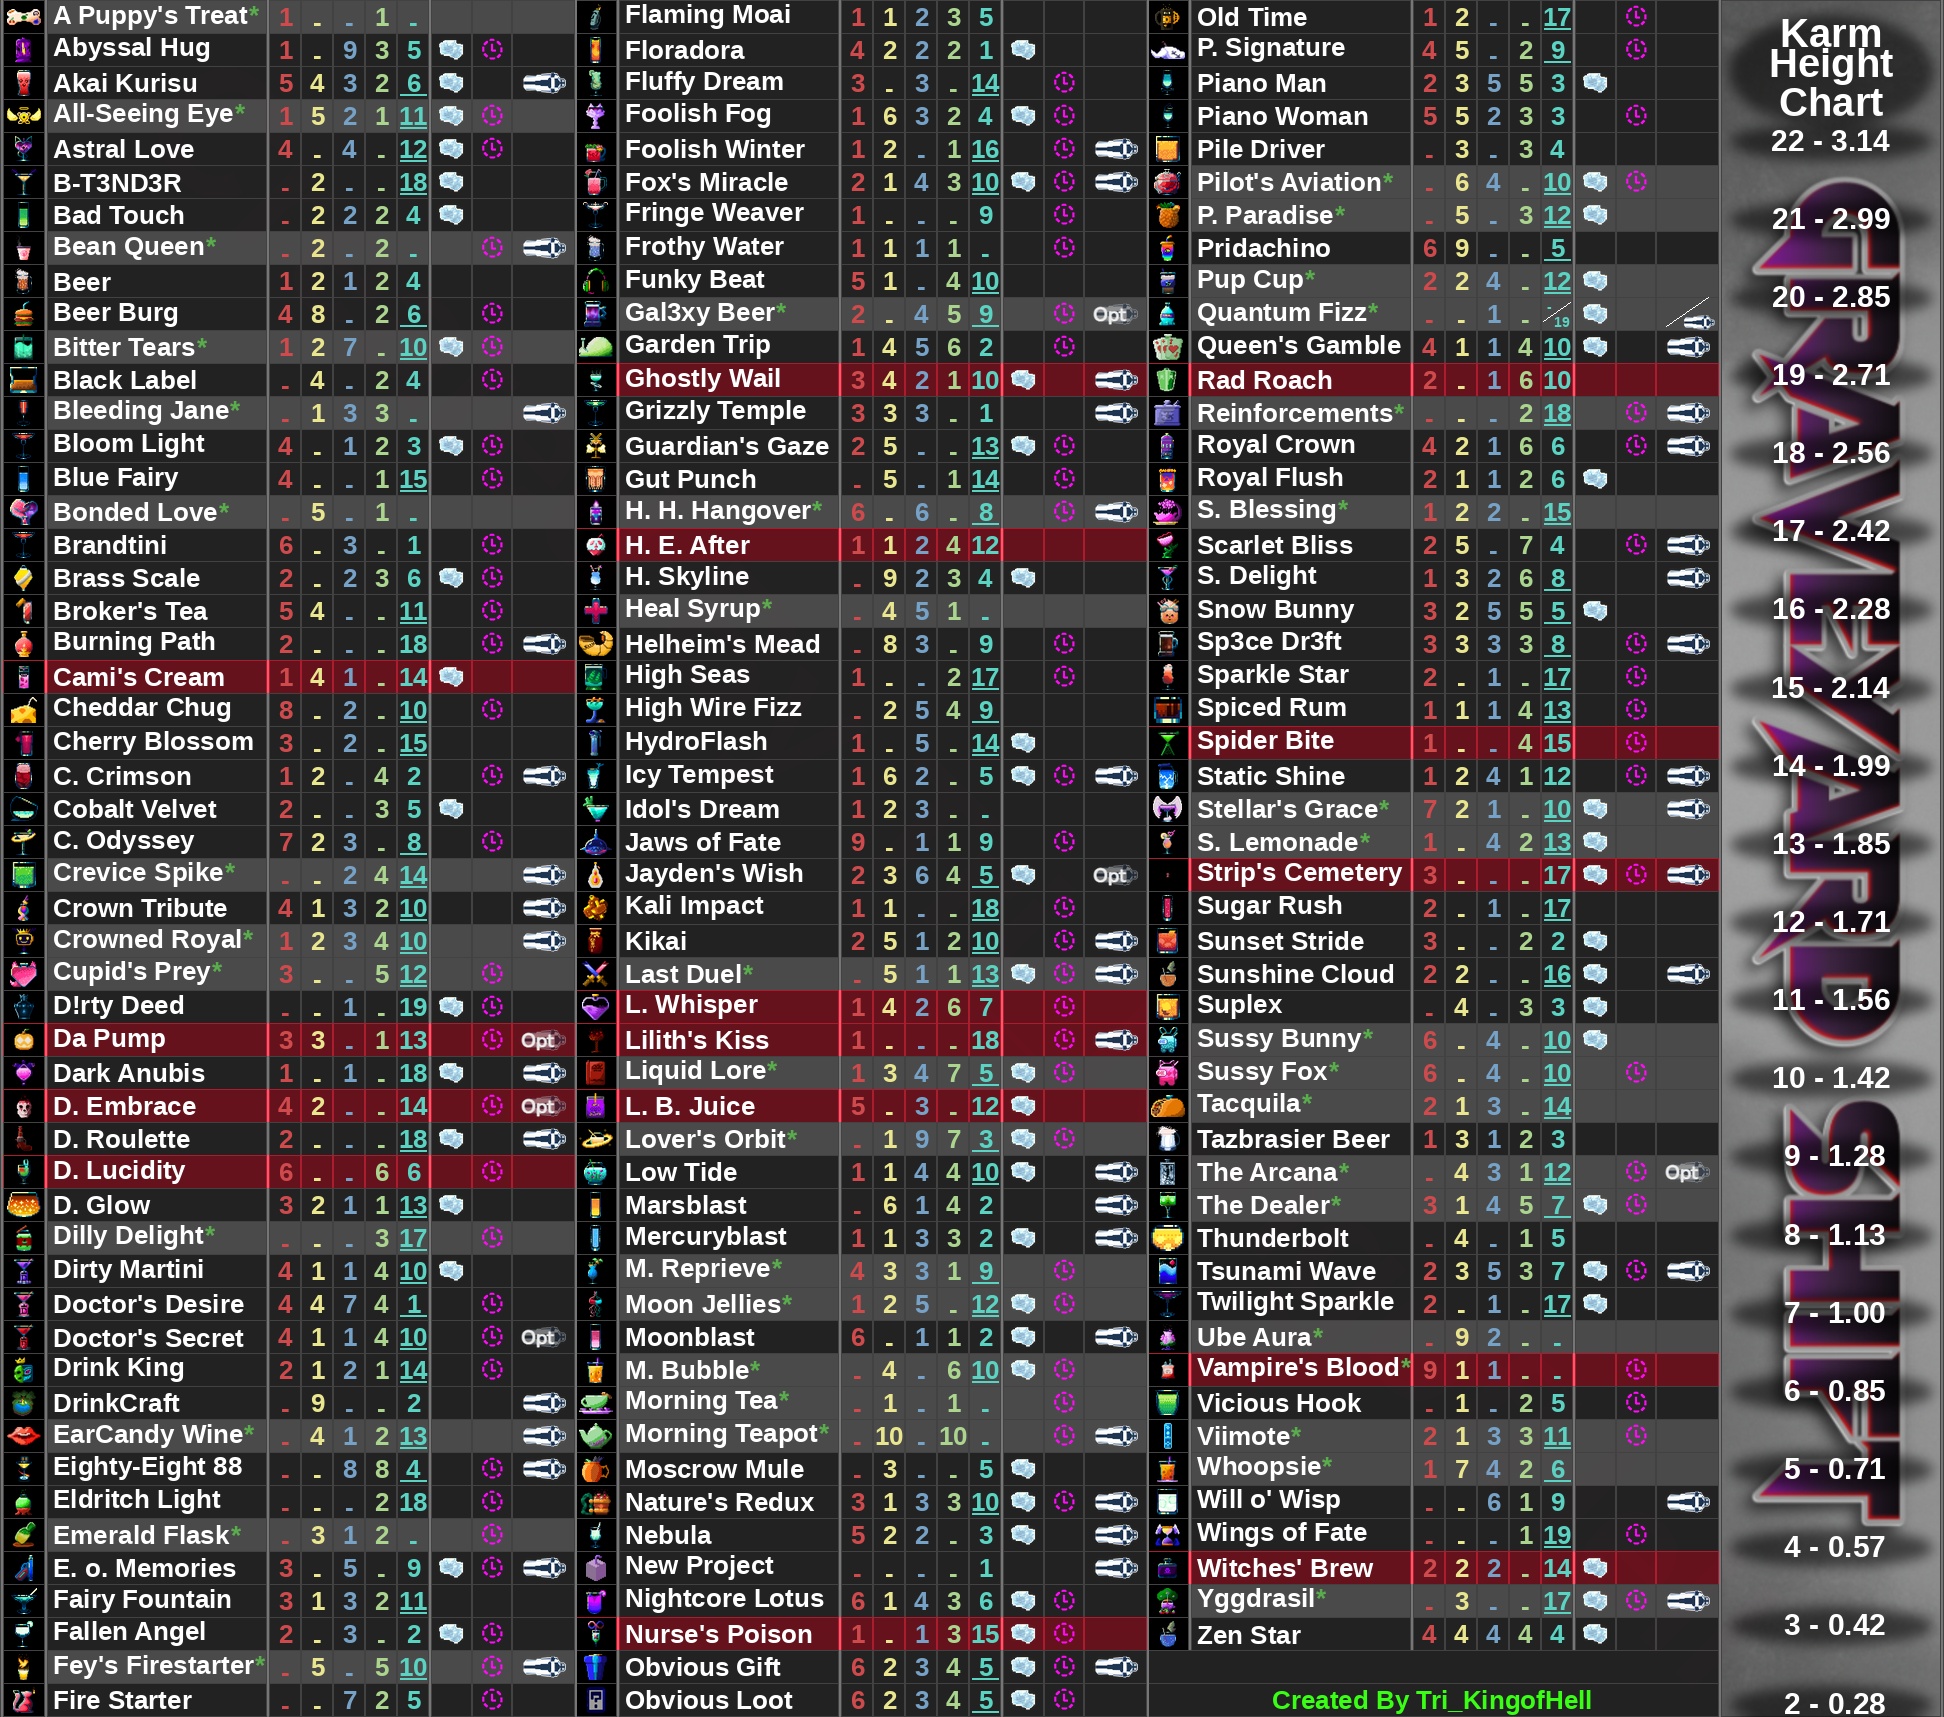 A Puppy's Treat* 1 - - 1 -
Abyssal Hug 1 - 9 3 5
Akai Kurisu 5 4 3 2 6
All-Seeing Eye* 1 5 2 1 11
Astral Love 4 - 4 - 12
B-T3ND3R - 2 - - 18
Bad Touch - 2 2 2 4
Bean Queen* - 2 - 2 -
Beer 1 2 1 2 4
Beer Burg 4 8 - 2 6
Bitter Tears* 1 2 7 - 10
Black Label - 4 - 2 4
Bleeding Jane* - 1 3 3 -
Bloom Light 4 - 1 2 3
Blue Fairy 4 - - 1 15
Bonded Love* - 5 - 1 -
Brandtini 6 - 3 - 1
Brass Scale 2 - 2 3 6
Broker's Tea 5 4 - - 11
Burning Path 2 - - - 18
Cami's Cream 1 4 1 - 14
Cheddar Chug 8 - 2 - 10
Cherry Blossom 3 - 2 - 15
C. Crimson 1 2 - 4 2
Cobalt Velvet 2 - - 3 5
C. Odyssey 7 2 3 - 8
Crevice Spike* - - 2 4 14
Crown Tribute 4 1 3 2 10
Crowned Royal* 1 2 3 4 10
Cupid's Prey* 3 - - 5 12
D!rty Deed - - 1 - 19
Da Pump 3 3 - 1 13 Opt
Dark Anubis 1 - 1 - 18
D. Embrace 4 2 - - 14 Opt
D. Roulette 2 - - - 18
D. Lucidity 6 - - 6 6
D. Glow 3 2 1 1 13
Dilly Delight* - - - 3 17
Dirty Martini 4 1 1 4 10
Doctor's Desire 4 4 7 4 1
Doctor's Secret 4 1 1 4 10 Opt
Drink King 2 1 2 1 14
DrinkCraft - 9 - - 2
EarCandy Wine* - 4 1 2 13
Eighty-Eight 88 - - 8 8 4
Eldritch Light - - - 2 18
Emerald Flask* - 3 1 2 -
E. o. Memories 3 - 5 - 9
Fairy Fountain 3 1 3 2 11
Fallen Angel 2 - 3 - 2
Fey's Firestarter* - 5 - 5 10
Fire Starter - - 7 2 5
Flaming Moai 1 1 2 3 5
Floradora 4 2 2 2 1
Fluffy Dream 3 - 3 - 14
Foolish Fog 1 6 3 2 4
Foolish Winter 1 2 - 1 16
Fox's Miracle 2 1 4 3 10
Fringe Weaver 1 - - - 9
Frothy Water 1 1 1 1 -
Funky Beat 5 1 - 4 10
Gal3xy Beer* 2 - 4 5 9 Opt
Garden Trip 1 4 5 6 2
Ghostly Wail 3 4 2 1 10
Grizzly Temple 3 3 3 - 1
Guardian's Gaze 2 5 - - 13
Gut Punch - 5 - 1 14
H. H. Hangover* 6 - 6 - 8
H. E. After 1 1 2 4 12
H. Skyline - 9 2 3 4
Heal Syrup* - 4 5 1 -
Helheim's Mead - 8 3 - 9
High Seas 1 - - 2 17
High Wire Fizz - 2 5 4 9
HydroFlash 1 - 5 - 14
Icy Tempest 1 6 2 - 5
Idol's Dream 1 2 3 - -
Jaws of Fate 9 - 1 1 9
Jayden's Wish 2 3 6 4 5 Opt
Kali Impact 1 1 - - 18
Kikai 2 5 1 2 10
Last Duel* - 5 1 1 13
L. Whisper 1 4 2 6 7
Lilith's Kiss 1 - - - 18
Liquid Lore* 1 3 4 7 5
L. B. Juice 5 - 3 - 12
Lover's Orbit* - 1 9 7 3
Low Tide 1 1 4 4 10
Marsblast - 6 1 4 2
Mercuryblast 1 1 3 3 2
M. Reprieve* 4 3 3 1 9
Moon Jellies* 1 2 5 - 12
Moonblast 6 - 1 1 2
M. Bubble* - 4 - 6 10
Morning Tea* - 1 - 1 -
Morning Teapot* - 10 - 10 -
Moscrow Mule - 3 - - 5
Nature's Redux 3 1 3 3 10
Nebula 5 2 2 - 3
New Project - - - - 1
Nightcore Lotus 6 1 4 3 6
Nurse's Poison 1 - 1 3 15
Obvious Gift 6 2 3 4 5
Obvious Loot 6 2 3 4 5
Old Time 1 2 - - 17
P. Signature 4 5 - 2 9
Piano Man 2 3 5 5 3
Piano Woman 5 5 2 3 3
Pile Driver - 3 - 3 4
Pilot's Aviation* - 6 4 - 10
P. Paradise* - 5 - 3 12
Pridachino 6 9 - - 5
Pup Cup* 2 2 4 - 12
Quantum Fizz* - - 1 - -/19
Queen's Gamble 4 1 1 4 10
Rad Roach 2 - 1 6 10
Reinforcements* - - - 2 18
Royal Crown 4 2 1 6 6
Royal Flush 2 1 1 2 6
S. Blessing* 1 2 2 - 15
Scarlet Bliss 2 5 - 7 4
S. Delight 1 3 2 6 8
Snow Bunny 3 2 5 5 5
Sp3ce Dr3ft 3 3 3 3 8
Sparkle Star 2 - 1 - 17
Spiced Rum 1 1 1 4 13
Spider Bite 1 - - 4 15
Static Shine 1 2 4 1 12
Stellar's Grace* 7 2 1 - 10
S. Lemonade* 1 - 4 2 13
Strip's Cemetery 3 - - - 17
Sugar Rush 2 - 1 - 17
Sunset Stride 3 - - 2 2
Sunshine Cloud 2 2 - - 16
Suplex - 4 - 3 3
Sussy Bunny* 6 - 4 - 10
Sussy Fox* 6 - 4 - 10
Tacquila* 2 1 3 - 14
Tazbrasier Beer 1 3 1 2 3
The Arcana* - 4 3 1 12 Opt
The Dealer* 3 1 4 5 7
Thunderbolt - 4 - 1 5
Tsunami Wave 2 3 5 3 7
Twilight Sparkle 2 - 1 - 17
Ube Aura* - 9 2 - -
Vampire's Blood* 9 1 1 - -
Vicious Hook - 1 - 2 5
Viimote* 2 1 3 3 11
Whoopsie* 1 7 4 2 6
Will o' Wisp - - 6 1 9
Wings of Fate - - - 1 19
Witches' Brew 2 2 2 - 14
Yggdrasil* - 3 - - 17
Zen Star 4 4 4 4 4
Created By Tri_KingofHell
Karm
Height
Chart
22 - 3.14
21 - 2.99
20 - 2.85
19 - 2.71
18 - 2.56
17 - 2.42
16 - 2.28
15 - 2.14
14 - 1.99
13 - 1.85
12 - 1.71
11 - 1.56
10 - 1.42
9 - 1.28
8 - 1.13
7 - 1.00
6 - 0.85
5 - 0.71
4 - 0.57
3 - 0.42
2 - 0.28
GRAVEYARD SHIFT